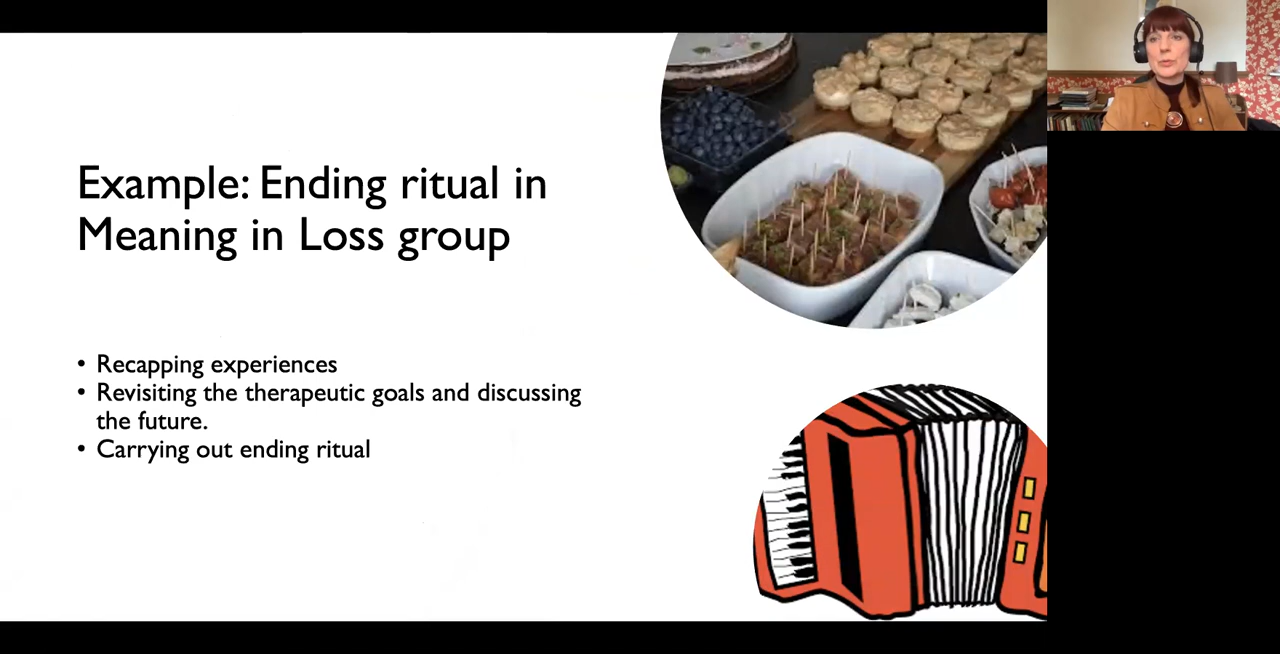 Example: Ending ritual in
Meaning in Loss group
• Recapping experiences
• Revisiting the therapeutic goals and discussing
the future.
• Carrying out ending ritual